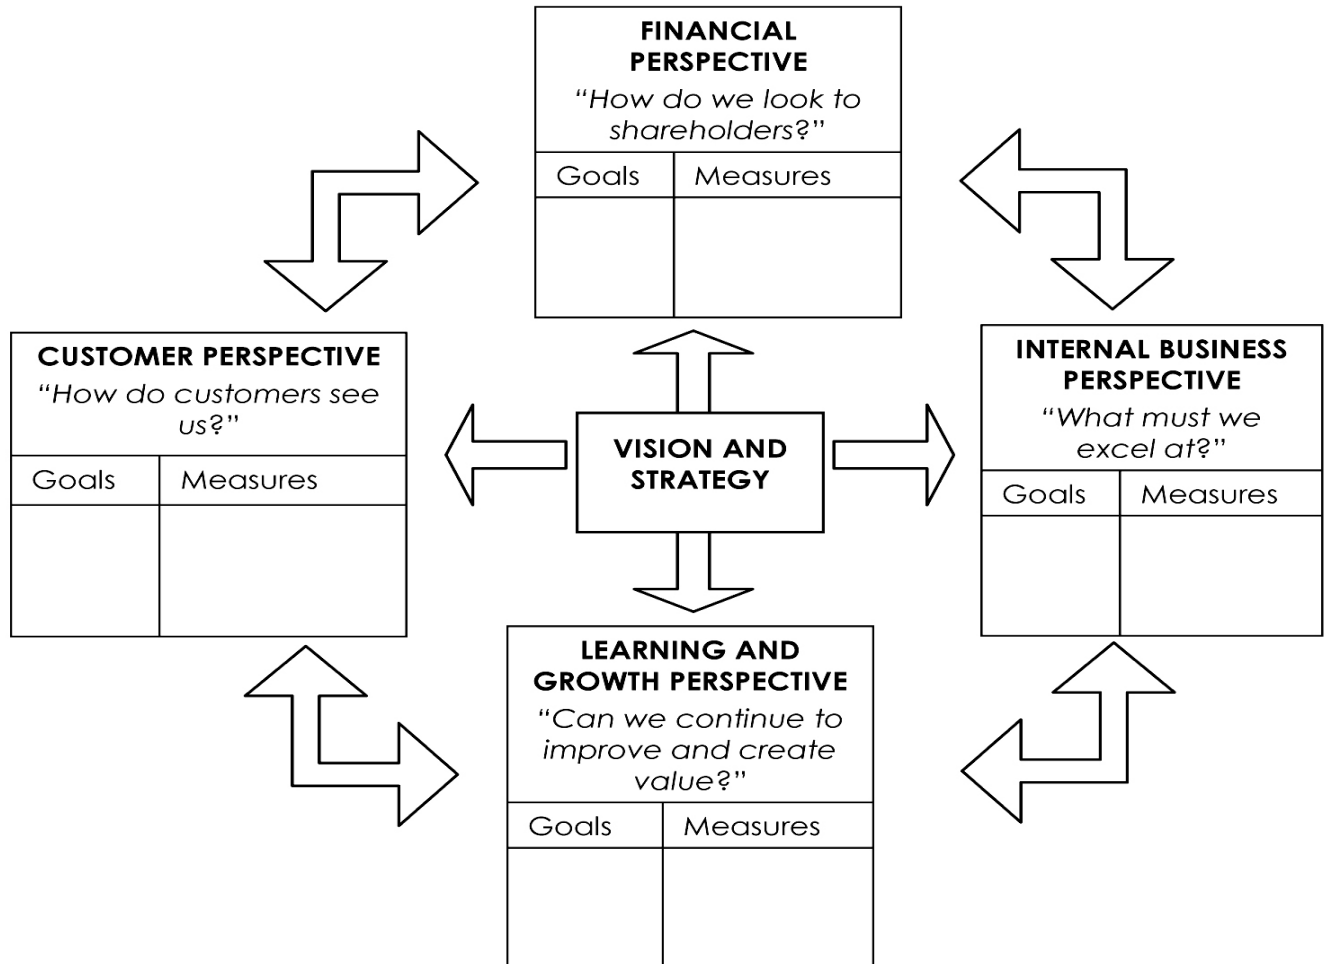 FINANCIAL
PERSPECTIVE
“How do we look to
shareholders?”
Goals Measures
CUSTOMER PERSPECTIVE
“How do customers see
us?”
Goals Measures
VISION AND
STRATEGY
INTERNAL BUSINESS
PERSPECTIVE
“What must we
excel at?”
Goals Measures
LEARNING AND
GROWTH PERSPECTIVE
“Can we continue to
improve and create
value?”
Goals Measures